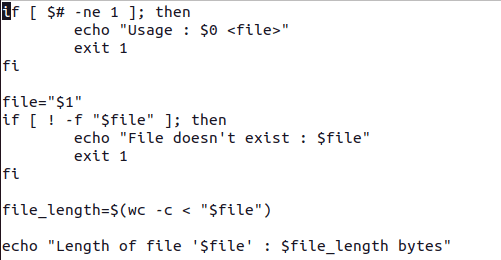 if [ $# -ne 1 ]; then
        echo "Usage : $0 <file>"
        exit 1
fi

file="$1"
if [ ! -f "$file" ]; then
        echo "File doesn't exist : $file"
        exit 1
fi

file_length=$(wc -c < "$file")

echo "Length of file '$file' : $file_length bytes"